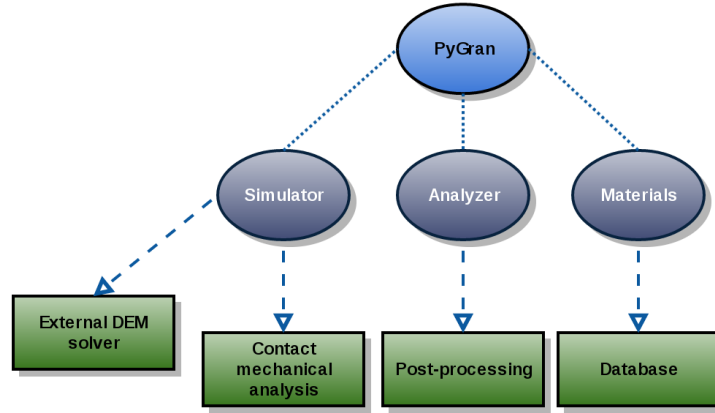 PyGran
Simulator
Analyzer
Materials
External DEM
solver
Contact
mechanical
analysis
Post-processing
Database